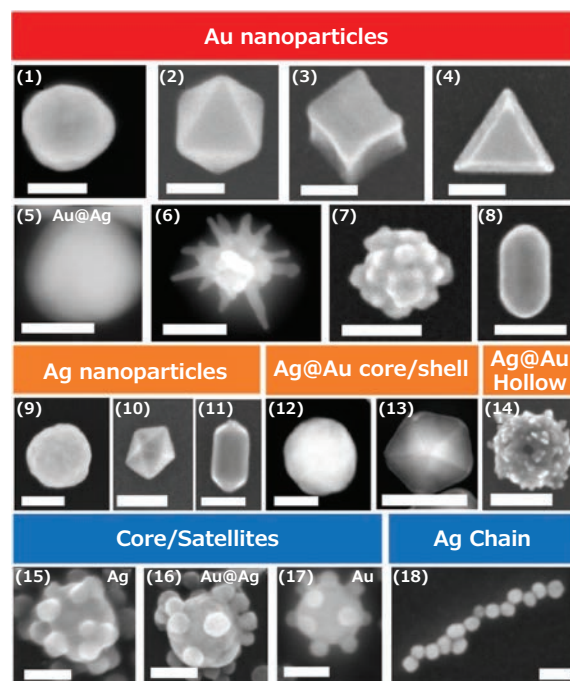 Au nanoparticles
(1) (2) (3) (4)
(5) Au@Ag (6) (7) (8)
Ag nanoparticles
Ag@Au core/shell
Ag@Au
Hollow
(9) (10) (11) (12) (13) (14)
Core/Satellites
Ag Chain
(15) Ag (16) Au@Ag (17) Au (18)